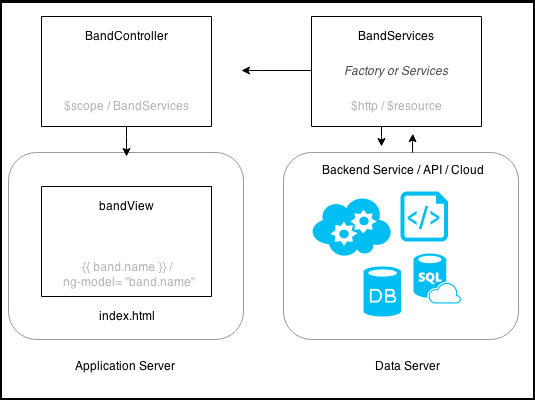 BandController
$scope / BandServices
BandServices
Factory or Services
$http / $resource
bandView
{{ band.name }} /
ng-model= "band.name"
index.html
Application Server
Backend Service / API / Cloud
</>
DB
SQL
Data Server